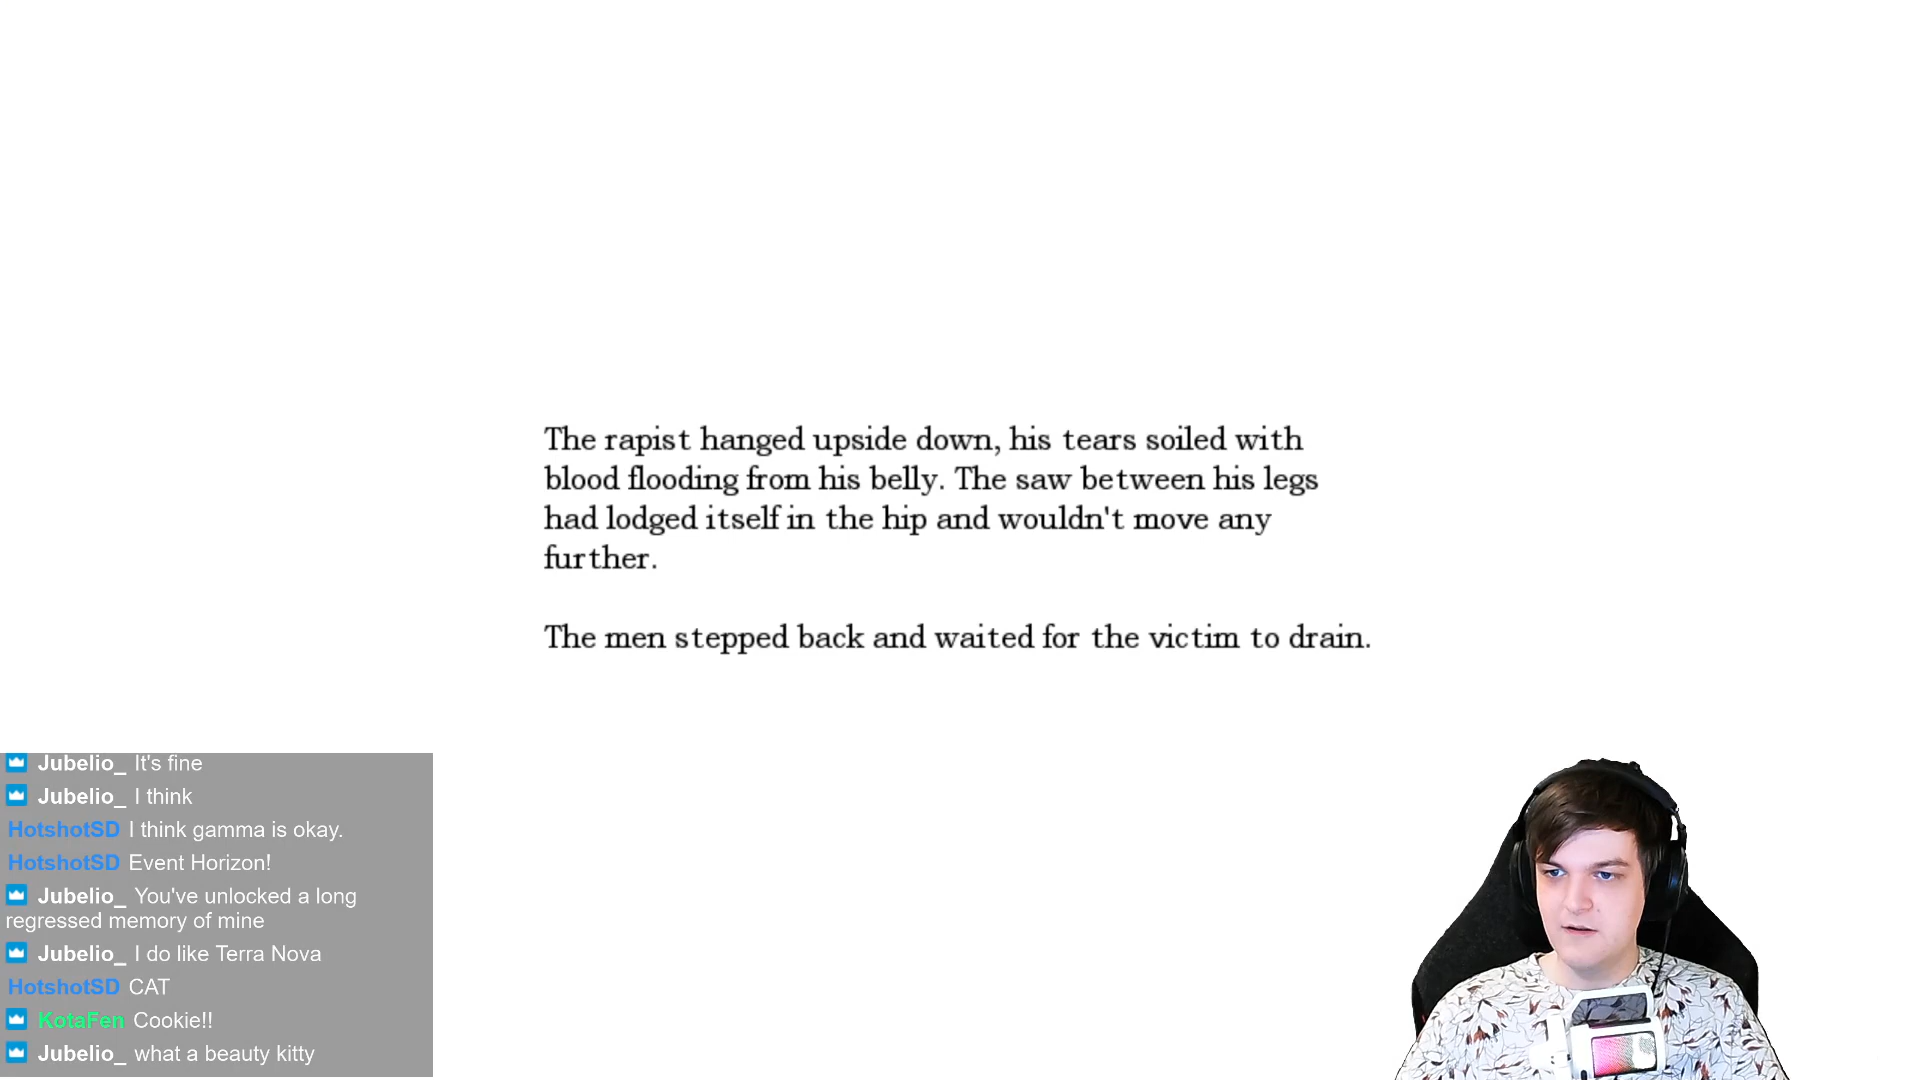 The rapist hanged upside down, his tears soiled with
blood flooding from his belly. The saw between his legs
had lodged itself in the hip and wouldn't move any
further.
The men stepped back and waited for the victim to drain.
Jubelio_ It's fine
Jubelio_ I think
HotshotSD I think gamma is okay.
HotshotSD Event Horizon!
Jubelio_ You've unlocked a long
regressed memory of mine
Jubelio_ I do like Terra Nova
HotshotSD CAT
KotaFen Cookie!!
Jubelio_ what a beauty kitty